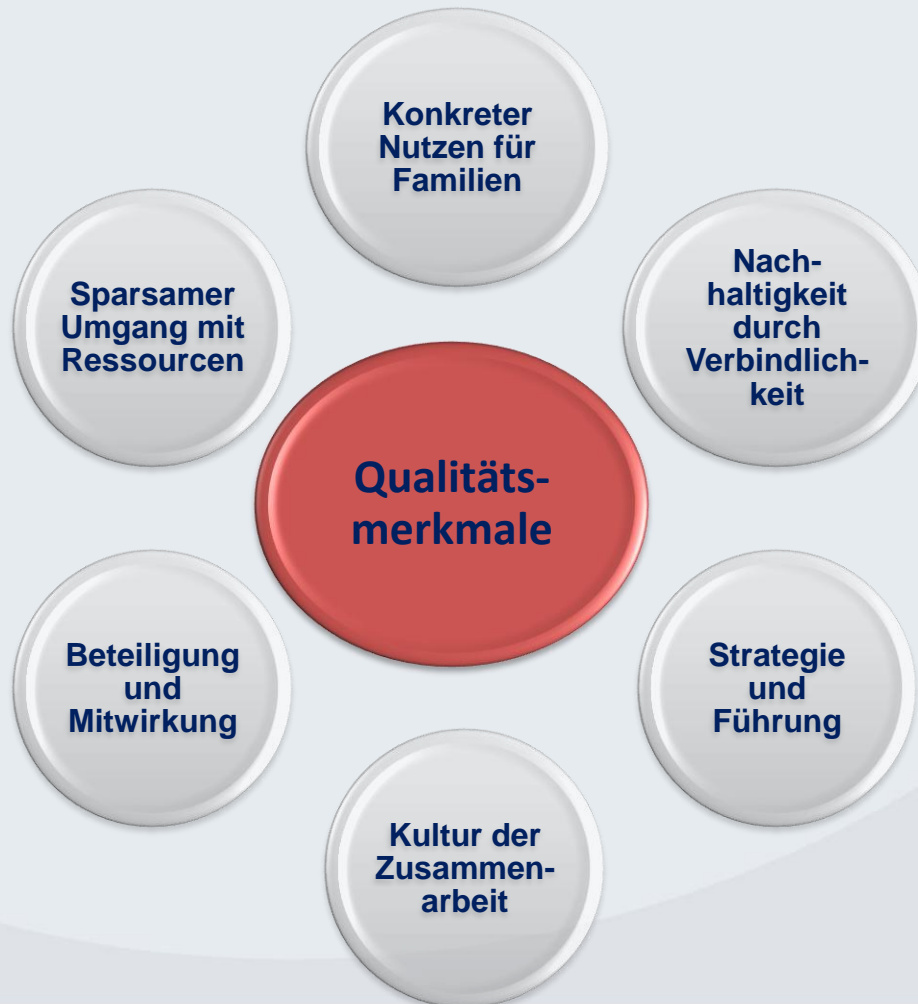 Konkreter
Nutzen für
Familien
Nach-
haltigkeit
durch
Verbindlich-
keit
Strategie
und
Führung
Kultur der
Zusammen-
arbeit
Beteiligung
und
Mitwirkung
Sparsamer
Umgang mit
Ressourcen
Qualitäts-
merkmale